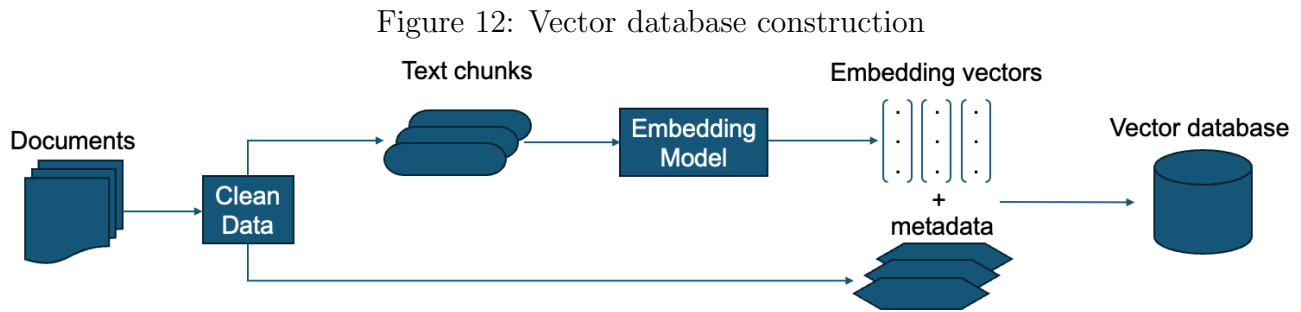 Figure 12: Vector database construction
Documents
Clean
Data
Text chunks
Embedding
Model
Embedding vectors
+
metadata
Vector database